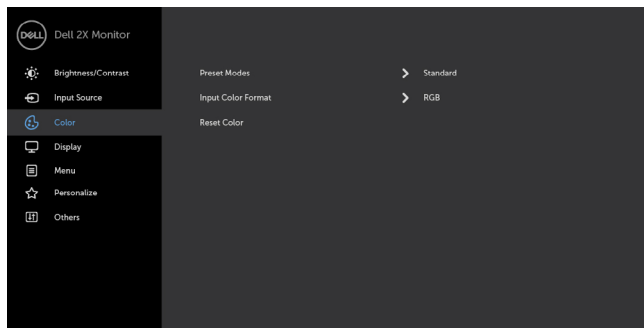 DELL Dell 2X Monitor
Brightness/Contrast Preset Modes Standard
Input Source Input Color Format RGB
Color Reset Color
Display
Menu
Personalize
Others